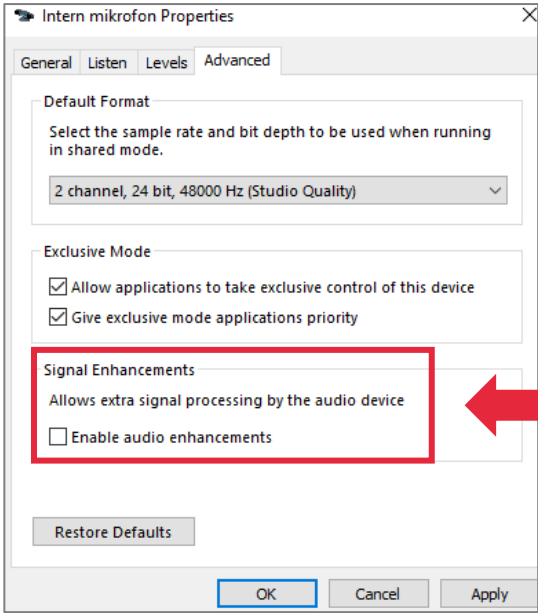 Intern mikrofon Properties
General Listen Levels Advanced
Default Format
Select the sample rate and bit depth to be used when running
in shared mode.
2 channel, 24 bit, 48000 Hz (Studio Quality)
Exclusive Mode
Allow applications to take exclusive control of this device
Give exclusive mode applications priority
Signal Enhancements
Allows extra signal processing by the audio device
Enable audio enhancements
Restore Defaults
OK Cancel Apply